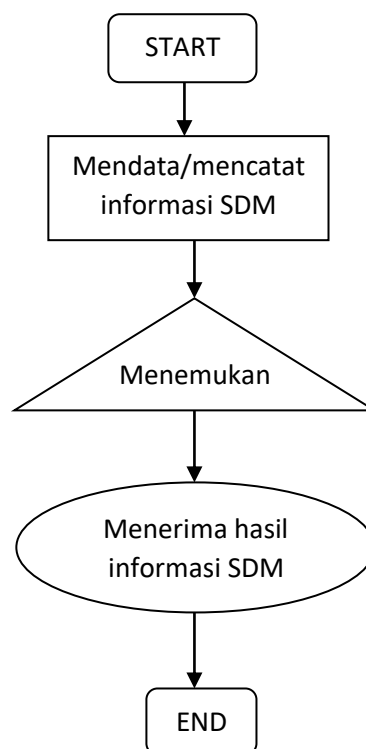 START
Mendata/mencatat
informasi SDM
Menemukan
Menerima hasil
informasi SDM
END